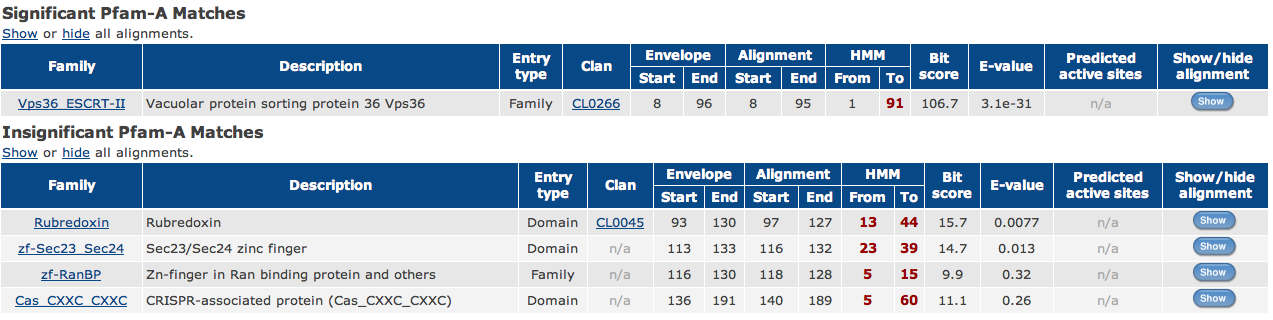 Significant Pfam-A Matches
Show or hide all alignments.
Family Description Entry type Clan Envelope Alignment HMM Bit score E-value Predicted active sites Show/hide alignment
Start End Start End From To
Vps36_ESCRT-II Vacuolar protein sorting protein 36 Vps36 Family CL0266 8 96 8 95 1 91 106.7 3.1e-31 n/a Show
Insignificant Pfam-A Matches
Show or hide all alignments.
Family Description Entry type Clan Envelope Alignment HMM Bit score E-value Predicted active sites Show/hide alignment
Start End Start End From To
Rubredoxin Rubredoxin Domain CL0045 93 130 97 127 13 44 15.7 0.0077 n/a Show
zf-Sec23_Sec24 Sec23/Sec24 zinc finger Domain n/a 113 133 116 132 23 39 14.7 0.013 n/a Show
zf-RanBP Zn-finger in Ran binding protein and others Family n/a 116 130 118 128 5 15 9.9 0.32 n/a Show
Cas_CXXC_CXXC CRISPR-associated protein (Cas_CXXC_CXXC) Domain n/a 136 191 140 189 5 60 11.1 0.26 n/a Show